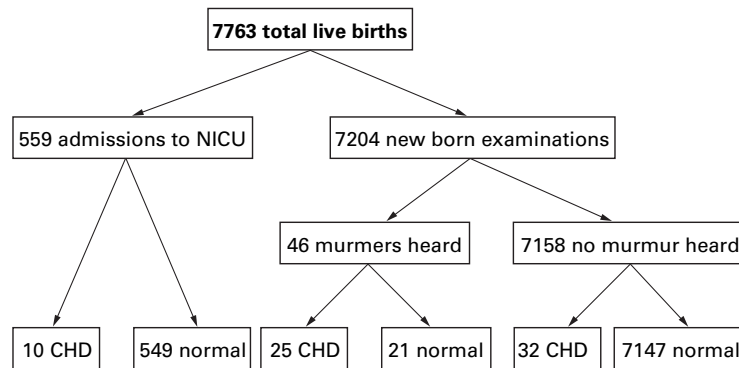 7763 total live births
559 admissions to NICU
7204 new born examinations
46 murmers heard
7158 no murmur heard
10 CHD
549 normal
25 CHD
21 normal
32 CHD
7147 normal